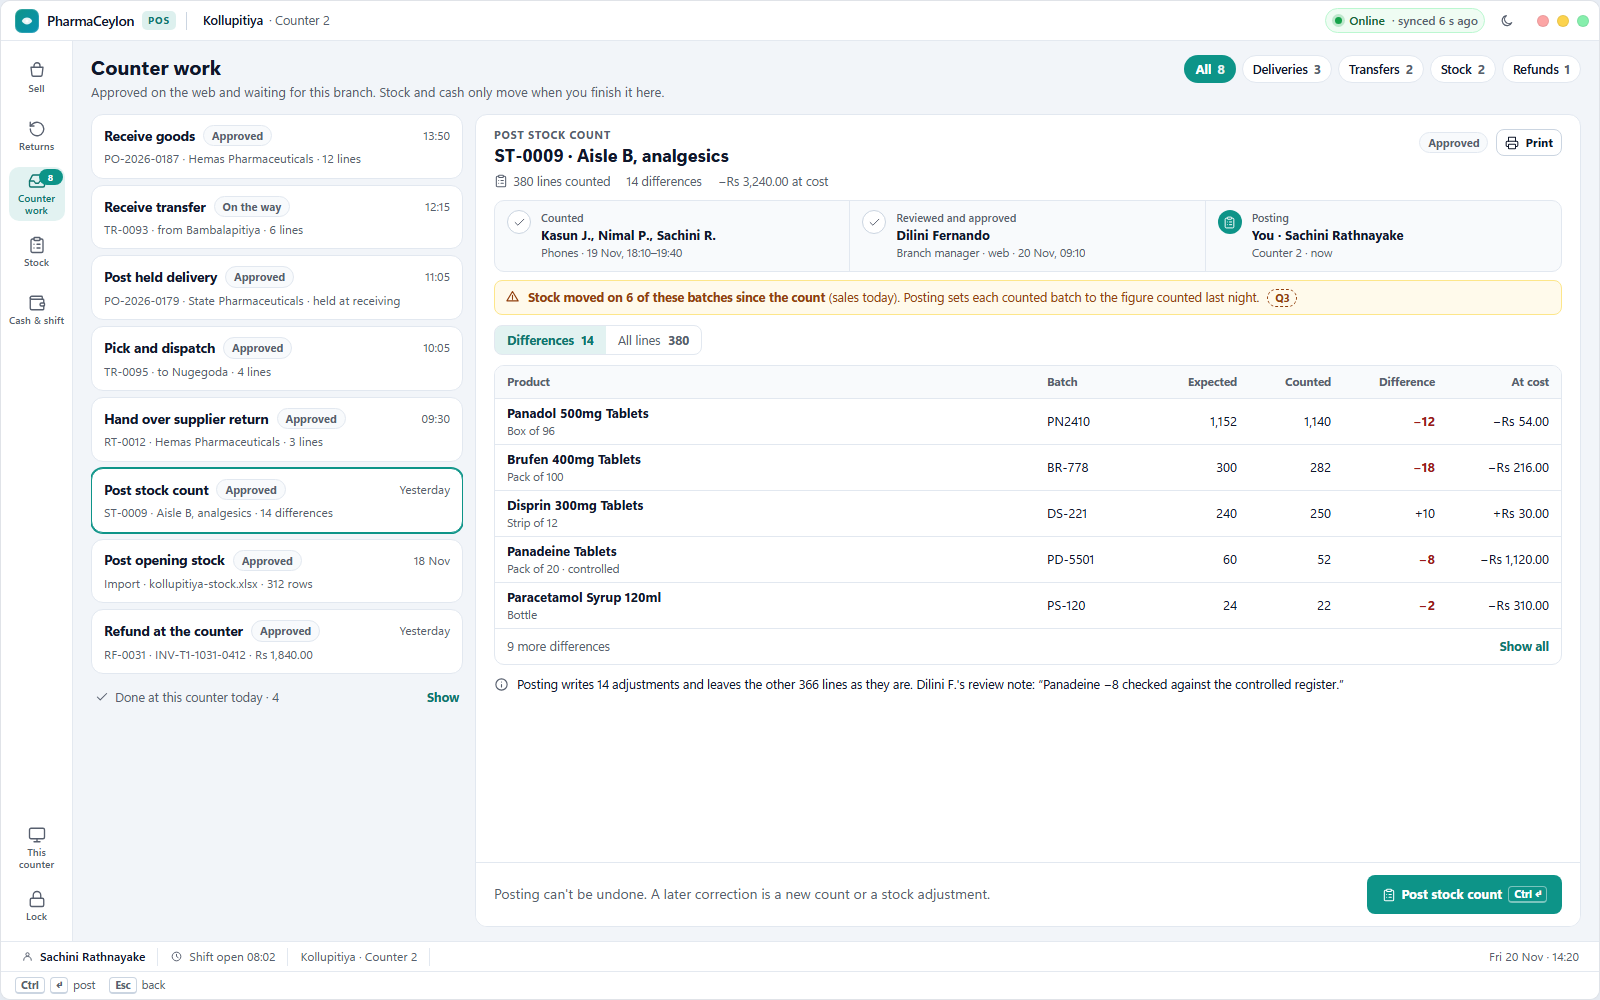 PharmaCeylon POS Kollupitiya · Counter 2
Online · synced 6 s ago
Sell
Returns
8
Counter work
Stock
Cash & shift
This counter
Lock
Counter work
Approved on the web and waiting for this branch. Stock and cash only move when you finish it here.
All 8 Deliveries 3 Transfers 2 Stock 2 Refunds 1
Receive goods Approved 13:50
PO-2026-0187 · Hemas Pharmaceuticals · 12 lines
Receive transfer On the way 12:15
TR-0093 · from Bambalapitiya · 6 lines
Post held delivery Approved 11:05
PO-2026-0179 · State Pharmaceuticals · held at receiving
Pick and dispatch Approved 10:05
TR-0095 · to Nugegoda · 4 lines
Hand over supplier return Approved 09:30
RT-0012 · Hemas Pharmaceuticals · 3 lines
Post stock count Approved Yesterday
ST-0009 · Aisle B, analgesics · 14 differences
Post opening stock Approved 18 Nov
Import · kollupitiya-stock.xlsx · 312 rows
Refund at the counter Approved Yesterday
RF-0031 · INV-T1-1031-0412 · Rs 1,840.00
Done at this counter today · 4 Show
POST STOCK COUNT
ST-0009 · Aisle B, analgesics
Approved Print
380 lines counted 14 differences −Rs 3,240.00 at cost
Counted
Kasun J., Nimal P., Sachini R.
Phones · 19 Nov, 18:10–19:40
Reviewed and approved
Dilini Fernando
Branch manager · web · 20 Nov, 09:10
Posting
You · Sachini Rathnayake
Counter 2 · now
Stock moved on 6 of these batches since the count (sales today). Posting sets each counted batch to the figure counted last night. Q3
Differences 14 All lines 380
Product Batch Expected Counted Difference At cost
Panadol 500mg Tablets
Box of 96
PN2410 1,152 1,140 −12 −Rs 54.00
Brufen 400mg Tablets
Pack of 100
BR-778 300 282 −18 −Rs 216.00
Disprin 300mg Tablets
Strip of 12
DS-221 240 250 +10 +Rs 30.00
Panadeine Tablets
Pack of 20 · controlled
PD-5501 60 52 −8 −Rs 1,120.00
Paracetamol Syrup 120ml
Bottle
PS-120 24 22 −2 −Rs 310.00
9 more differences Show all
Posting writes 14 adjustments and leaves the other 366 lines as they are. Dilini F.'s review note: “Panadeine −8 checked against the controlled register.”
Posting can't be undone. A later correction is a new count or a stock adjustment.
Post stock count Ctrl ↵
Sachini Rathnayake Shift open 08:02 Kollupitiya · Counter 2 Fri 20 Nov · 14:20
Ctrl ↵ post Esc back